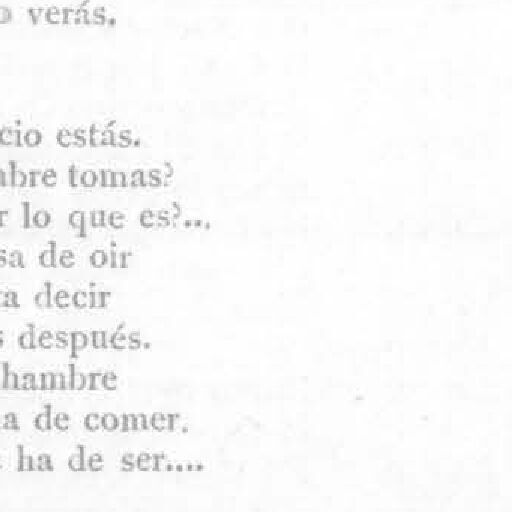 verás.
cio estás.
mbre tomas?
r lo que es?...
sa de oir
a decir
s después.
hambre
a de comer.
ha de ser....